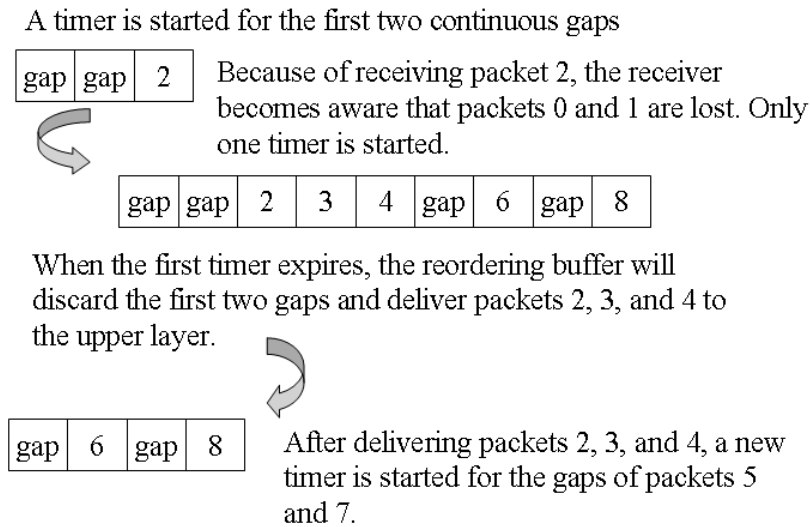 A timer is started for the first two continuous gaps
gap gap 2
Because of receiving packet 2, the receiver
becomes aware that packets 0 and 1 are lost. Only
one timer is started.
gap gap 2 3 4 gap 6 gap 8
When the first timer expires, the reordering buffer will
discard the first two gaps and deliver packets 2, 3, and 4 to
the upper layer.
gap 6 gap 8
After delivering packets 2, 3, and 4, a new
timer is started for the gaps of packets 5
and 7.